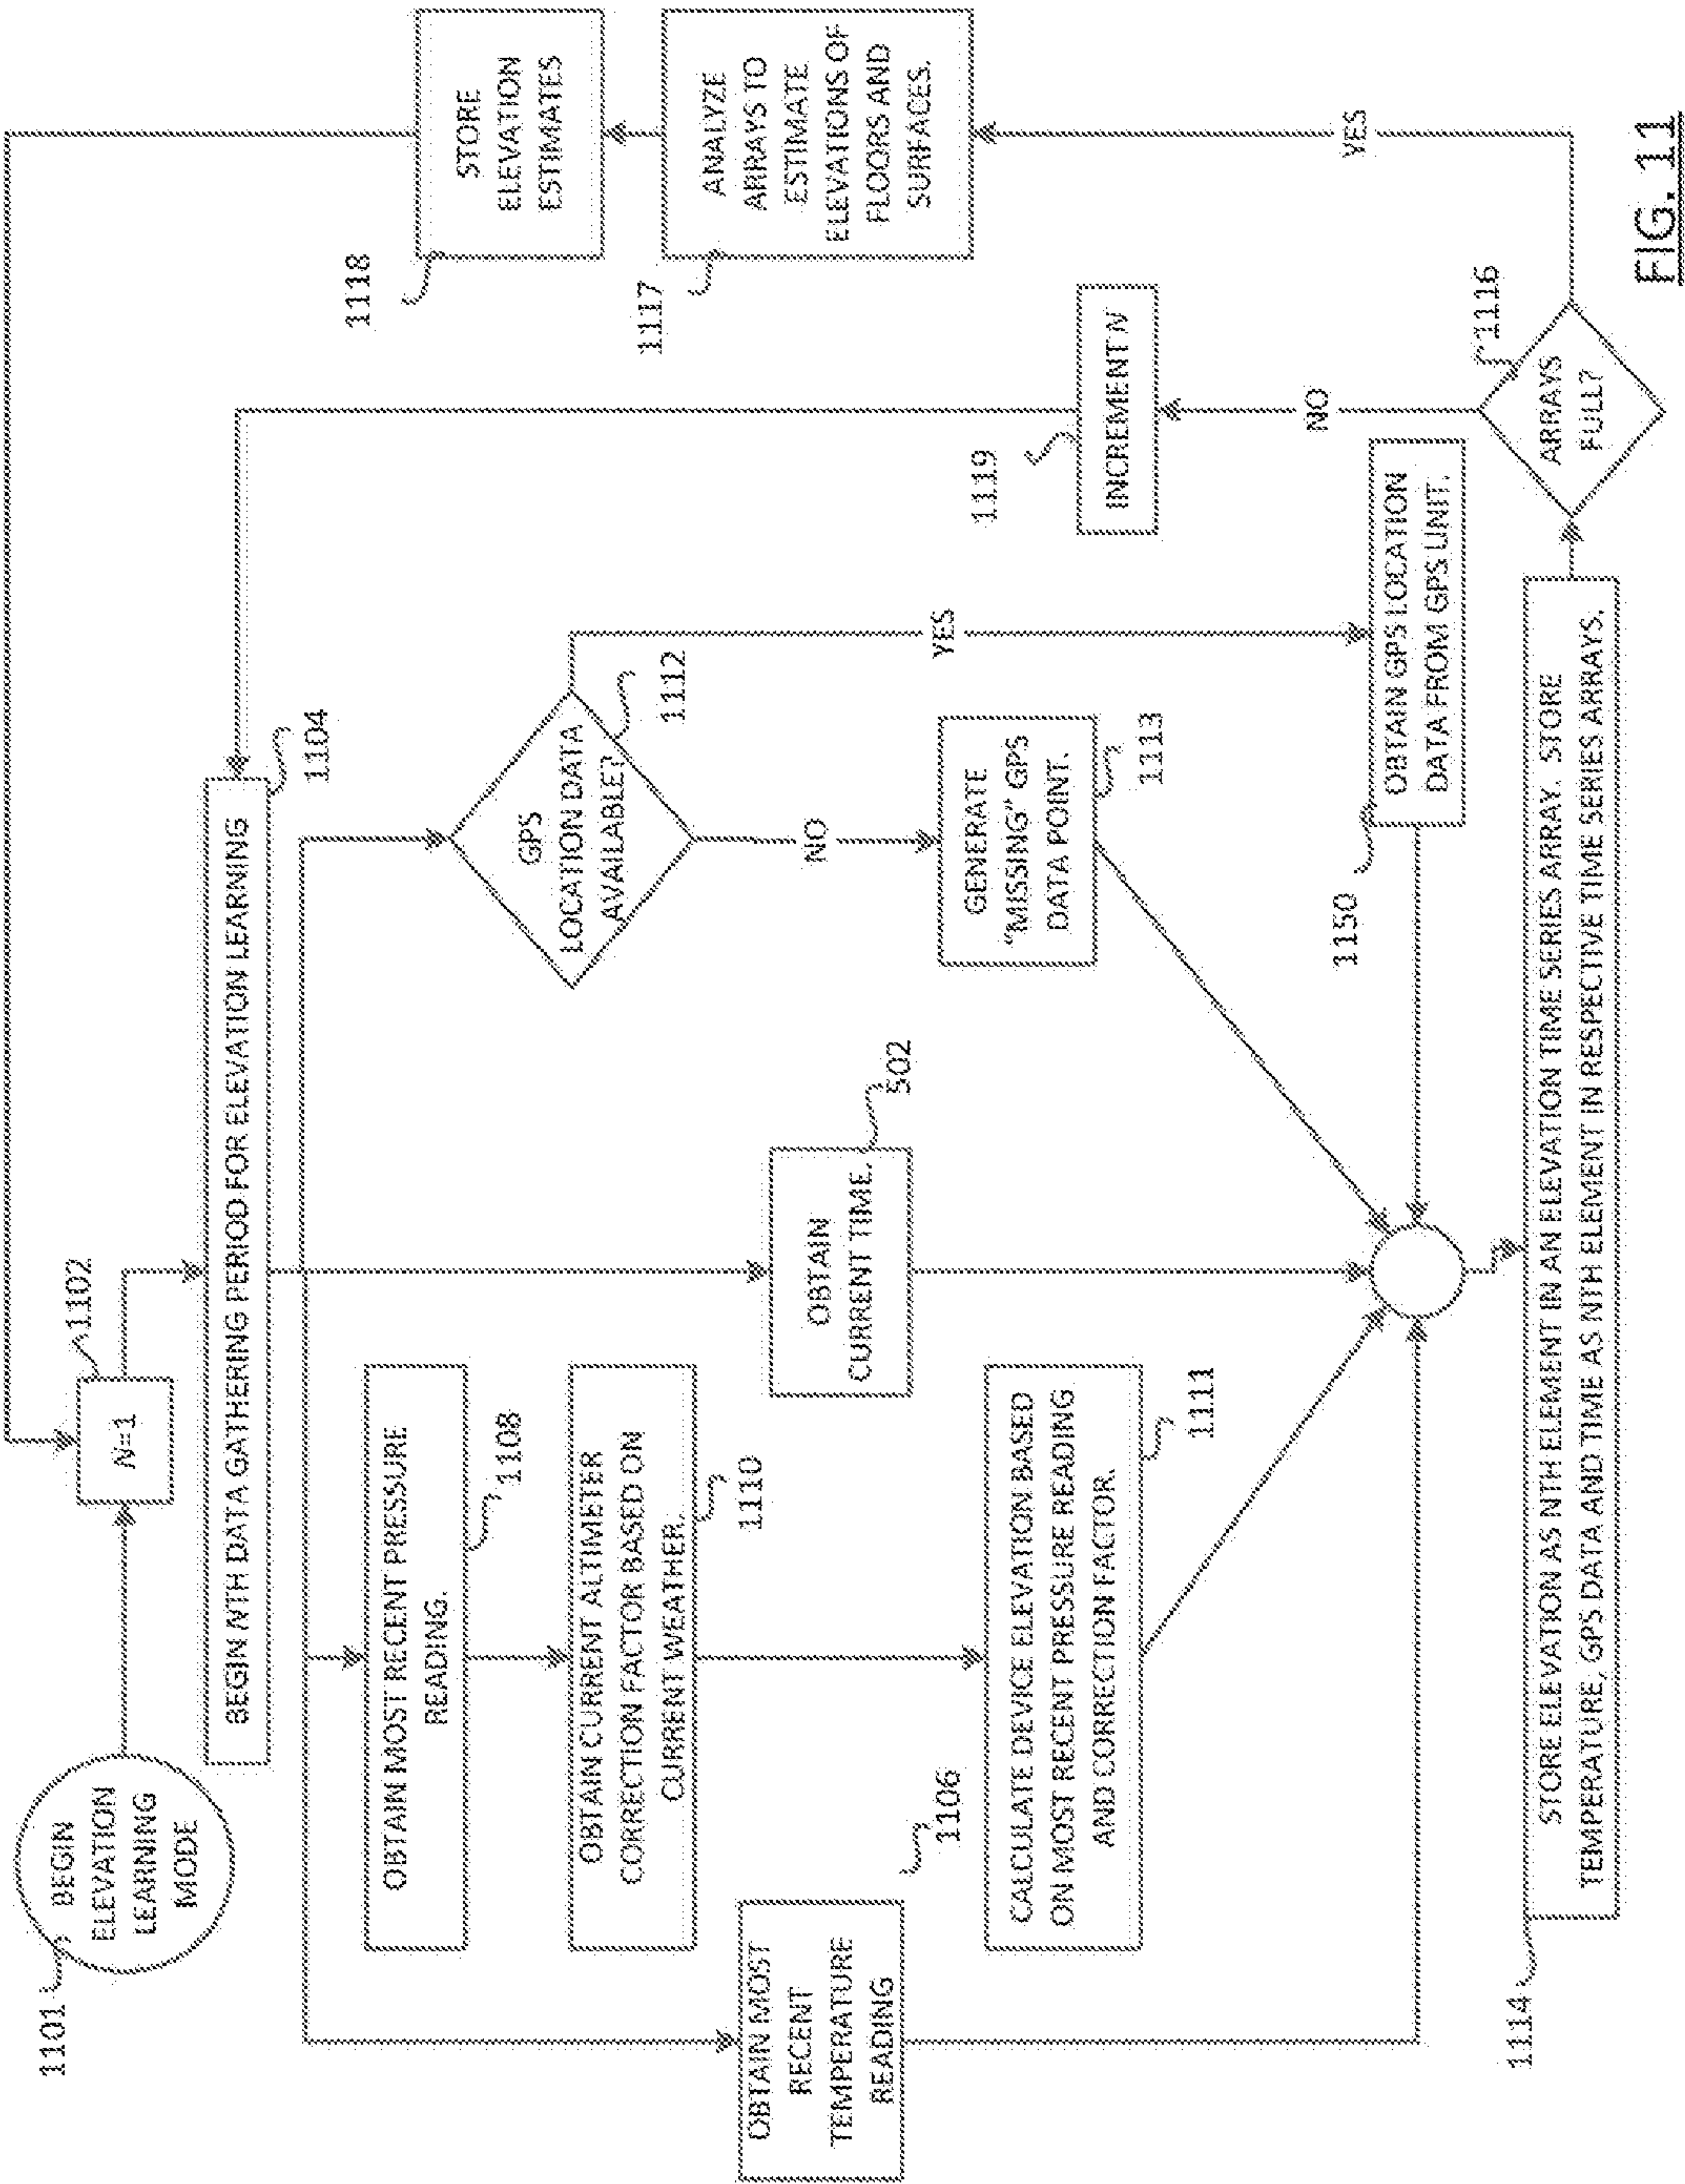 1101
BEGIN
ELEVATION
LEARNING
MODE
1102
N=1
BEGIN NTH DATA GATHERING PERIOD FOR ELEVATION LEARNING
1104
OBTAIN MOST RECENT PRESSURE
READING.
1108
OBTAIN CURRENT ALTIMETER
CORRECTION FACTOR BASED ON
CURRENT WEATHER.
1110
OBTAIN MOST
RECENT
TEMPERATURE
READING
1106
CALCULATE DEVICE ELEVATION BASED
ON MOST RECENT PRESSURE READING
AND CORRECTION FACTOR.
1111
OBTAIN
CURRENT TIME.
502
GPS
LOCATION DATA
AVAILABLE?
1112
NO
YES
GENERATE
"MISSING" GPS
DATA POINT.
1113
OBTAIN GPS LOCATION
DATA FROM GPS UNIT.
1150
STORE ELEVATION AS NTH ELEMENT IN AN ELEVATION TIME SERIES ARRAY. STORE
TEMPERATURE, GPS DATA AND TIME AS NTH ELEMENT IN RESPECTIVE TIME SERIES ARRAYS.
1114
ARRAYS
FULL?
1116
NO
YES
INCREMENT N
1119
ANALYZE
ARRAYS TO
ESTIMATE
ELEVATIONS OF
FLOORS AND
SURFACES.
1117
STORE
ELEVATION
ESTIMATES
1118
FIG. 11